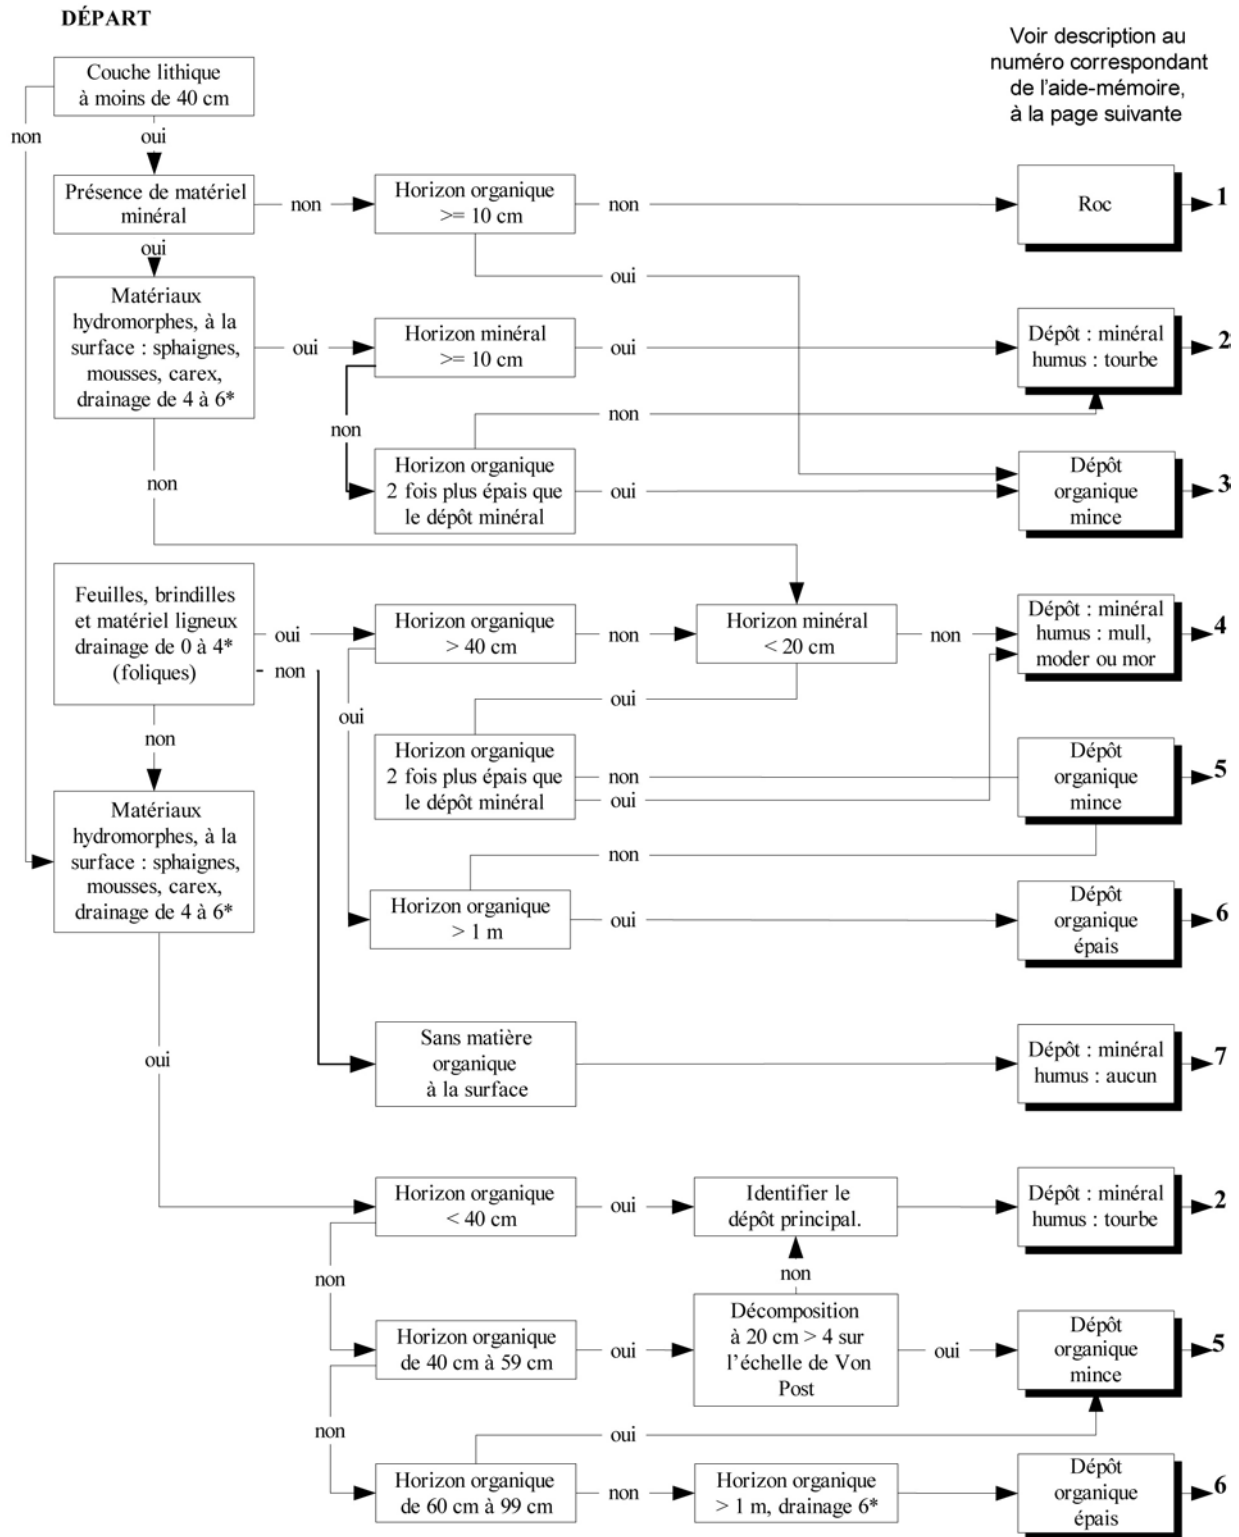 DÉPART
Voir description au
numéro correspondant
de l'aide-mémoire,
à la page suivante
Couche lithique
à moins de 40 cm
non
oui
Présence de matériel
minéral
non
Horizon organique
>= 10 cm
non
Roc
1
oui
oui
Matériaux
hydromorphes, à la
surface : sphaignes,
mousses, carex,
drainage de 4 à 6*
oui
Horizon minéral
>= 10 cm
oui
Dépôt : minéral
humus : tourbe
2
non
non
Horizon organique
2 fois plus épais que
le dépôt minéral
oui
Dépôt
organique
mince
3
non
Feuilles, brindilles
et matériel ligneux
drainage de 0 à 4*
(foliques)
oui
non
Horizon organique
> 40 cm
non
Horizon minéral
< 20 cm
non
Dépôt : minéral
humus : mull,
moder ou mor
4
oui
oui
non
Horizon organique
2 fois plus épais que
le dépôt minéral
non
oui
Dépôt
organique
mince
5
Matériaux
hydromorphes, à la
surface : sphaignes,
mousses, carex,
drainage de 4 à 6*
non
Horizon organique
> 1 m
oui
Dépôt
organique
épais
6
oui
Sans matière
organique
à la surface
Dépôt : minéral
humus : aucun
7
Horizon organique
< 40 cm
oui
Identifier le
dépôt principal.
Dépôt : minéral
humus : tourbe
2
non
non
Horizon organique
de 40 cm à 59 cm
oui
Décomposition
à 20 cm > 4 sur
l'échelle de Von
Post
oui
Dépôt
organique
mince
5
non
oui
Horizon organique
de 60 cm à 99 cm
non
Horizon organique
> 1 m, drainage 6*
Dépôt
organique
épais
6